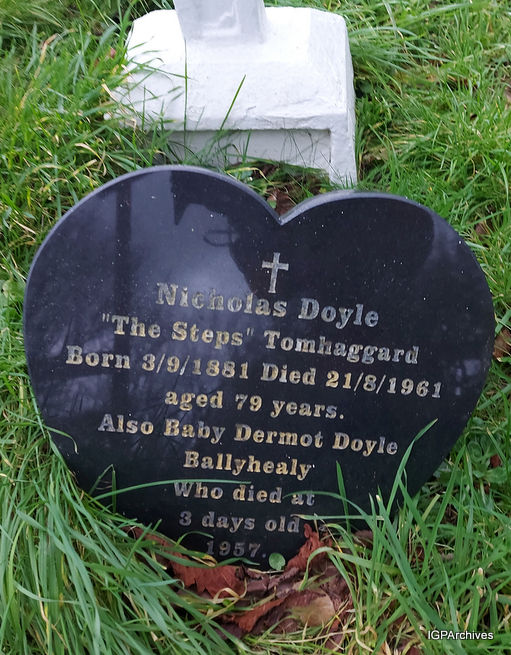 Nicholas Doyle
"The Steps" Tomhaggard
Born 3/9/1881 Died 21/8/1961
aged 79 years.
Also Baby Dermot Doyle
Ballyhealy
Who died at
3 days old
1957.
IGPArchives